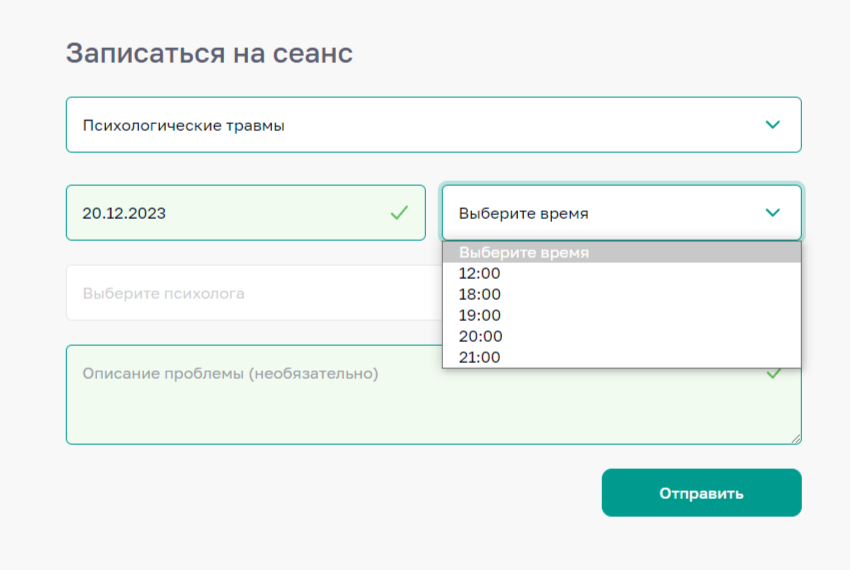 Записаться на сеанс
Психологические травмы
20.12.2023
Выберите время
Выберите время
12:00
18:00
19:00
20:00
21:00
Выберите психолога
Описание проблемы (необязательно)
Отправить